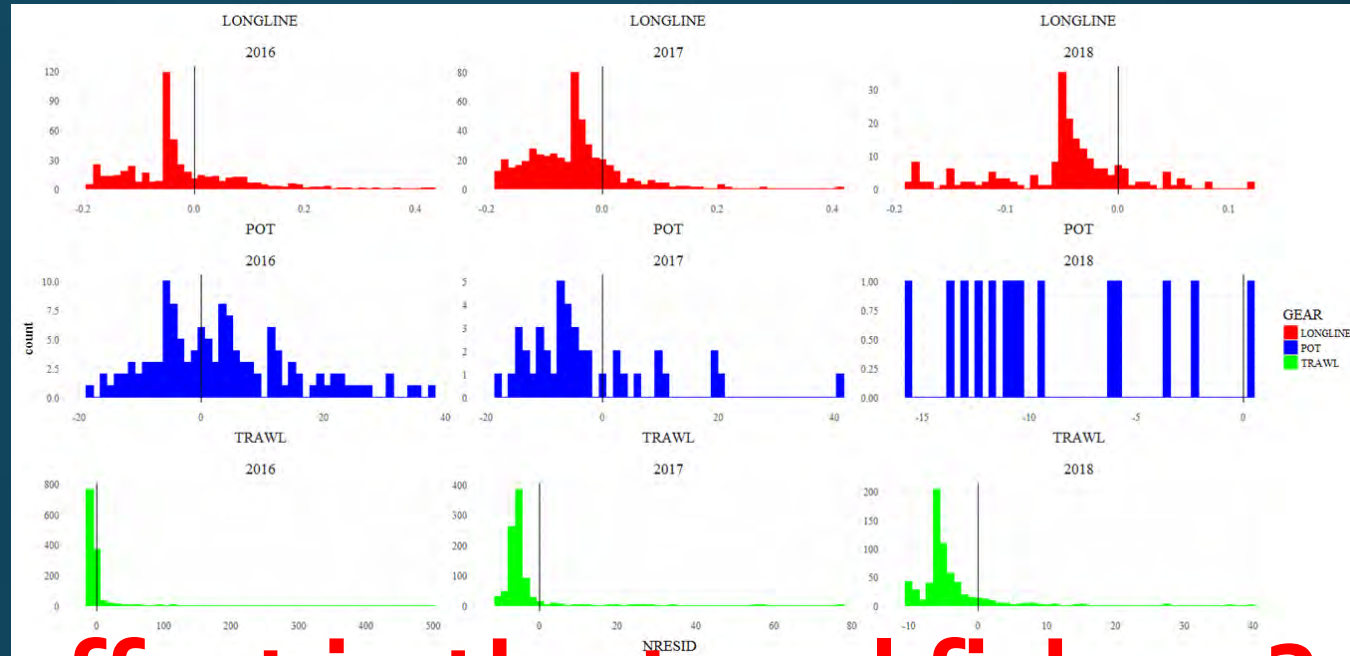 LONGLINE LONGLINE LONGLINE
2016 2017 2018
120 90 60 30 0
80 60 40 20 0
30 20 10 0
-0.2 0.0 0.2 0.4
-0.2 0.0 0.2 0.4
-0.2 -0.1 0.0 0.1
POT POT POT
2016 2017 2018
count
10.0 7.5 5.0 2.5 0.0
5 4 3 2 1 0
1.00 0.75 0.50 0.25 0.00
-20 0 20 40
-20 0 20 40
-15 -10 -5 0
GEAR
LONGLINE
POT
TRAWL
TRAWL TRAWL TRAWL
2016 2017 2018
800 600 400 200 0
400 300 200 100 0
200 150 100 50 0
0 100 200 300 400 500
0 20 40 60 80
-10 0 10 20 30 40
NRESID